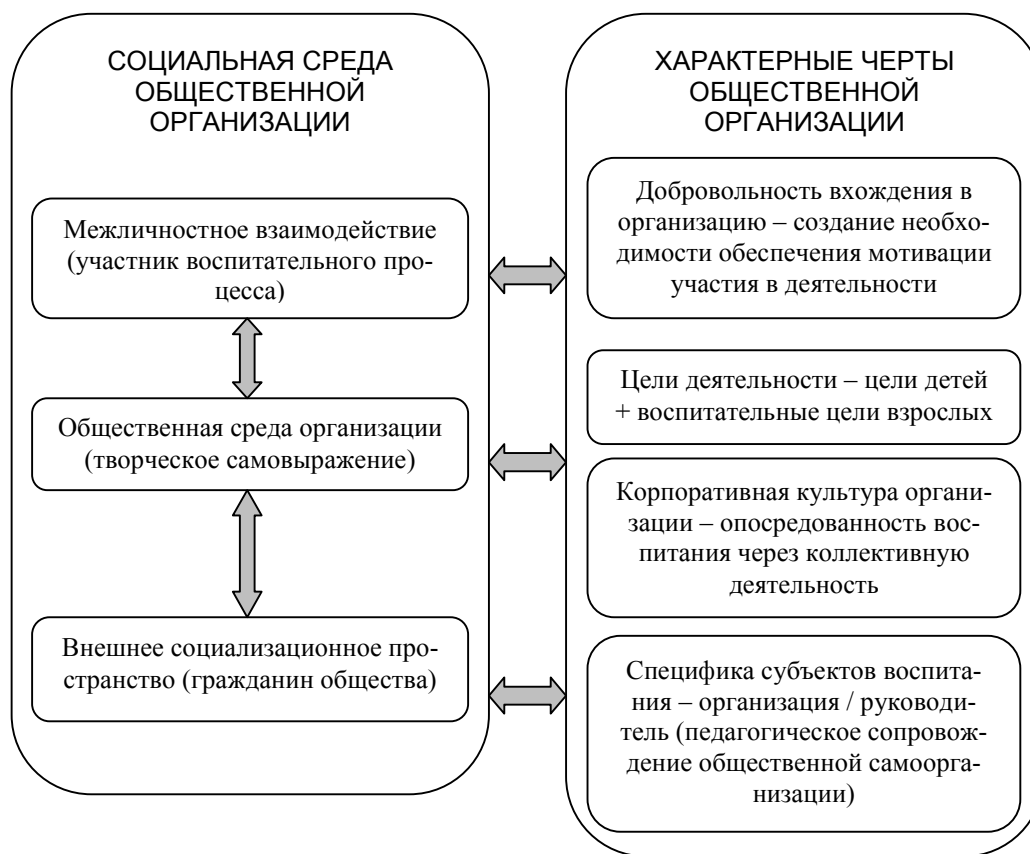 СОЦИАЛЬНАЯ СРЕДА
ОБЩЕСТВЕННОЙ
ОРГАНИЗАЦИИ
Межличностное взаимодействие
(участник воспитательного про-
цесса)
Общественная среда организации
(творческое самовыражение)
Внешнее социализационное про-
странство (гражданин общества)
ХАРАКТЕРНЫЕ ЧЕРТЫ
ОБЩЕСТВЕННОЙ
ОРГАНИЗАЦИИ
Добровольность вхождения в
организацию – создание необхо-
димости обеспечения мотивации
участия в деятельности
Цели деятельности – цели детей
+ воспитательные цели взрослых
Корпоративная культура органи-
зации – опосредованность вос-
питания через коллективную
деятельность
Специфика субъектов воспита-
ния – организация / руководи-
тель (педагогическое сопровож-
дение общественной самоорга-
низации)